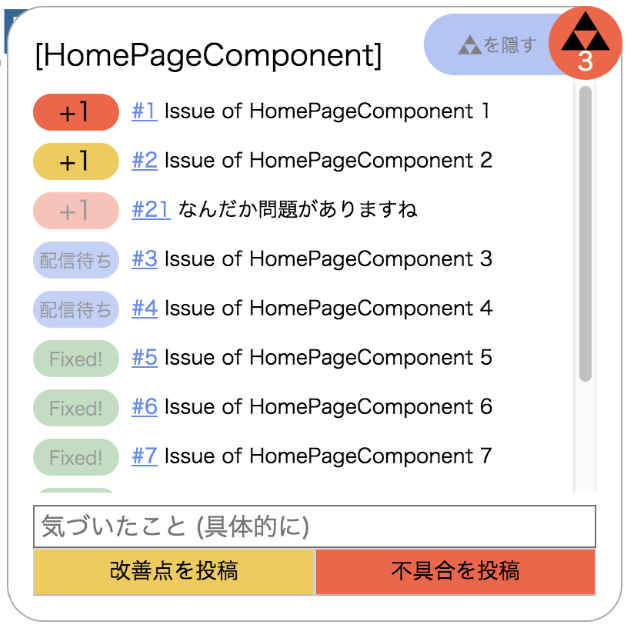 [HomePageComponent]
を隠す
3
+1 #1 Issue of HomePageComponent 1
+1 #2 Issue of HomePageComponent 2
+1 #21 なんだか問題がありますね
配信待ち #3 Issue of HomePageComponent 3
配信待ち #4 Issue of HomePageComponent 4
Fixed! #5 Issue of HomePageComponent 5
Fixed! #6 Issue of HomePageComponent 6
Fixed! #7 Issue of HomePageComponent 7
気づいたこと (具体的に)
改善点を投稿 不具合を投稿